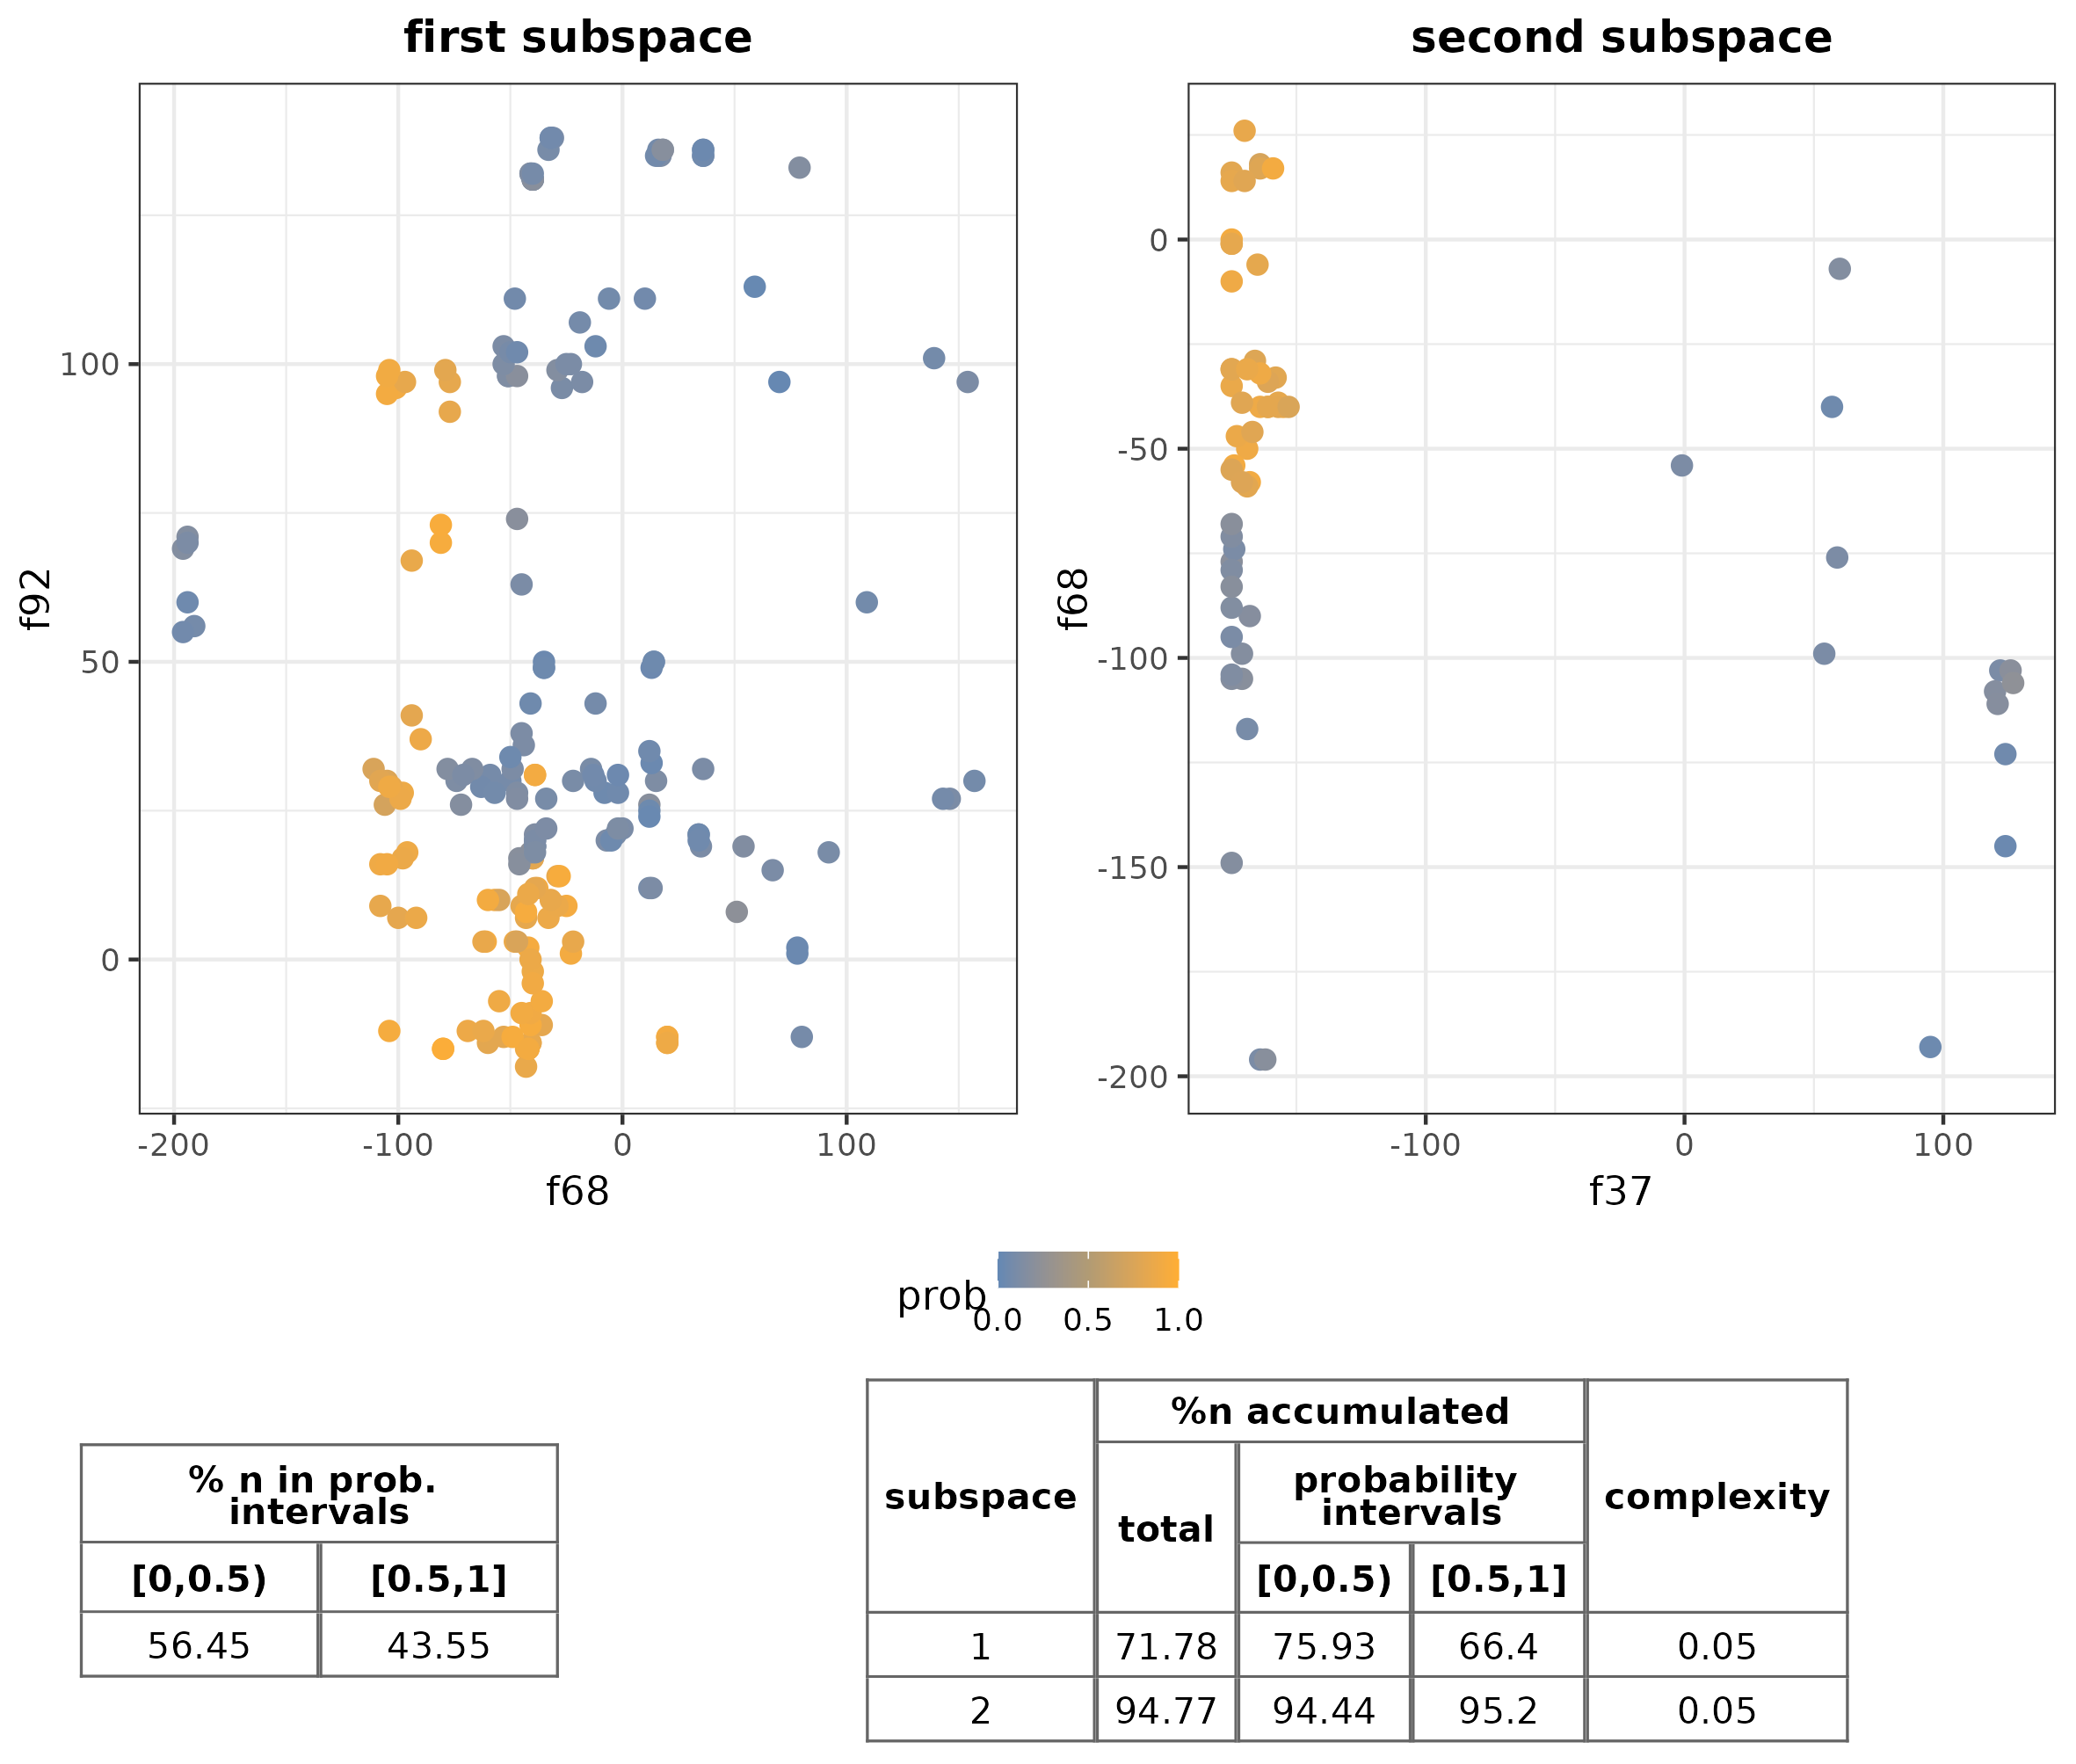 first subspace
second subspace
f92
100
50
0
-200
-100
0
100
f68
f68
0
-50
-100
-150
-200
-100
0
100
f37
prob
0.0
0.5
1.0
% n in prob.
intervals
[0,0.5)
[0.5,1]
56.45
43.55
subspace
%n accumulated
complexity
total
probability
intervals
[0,0.5)
[0.5,1]
1
71.78
75.93
66.4
0.05
2
94.77
94.44
95.2
0.05